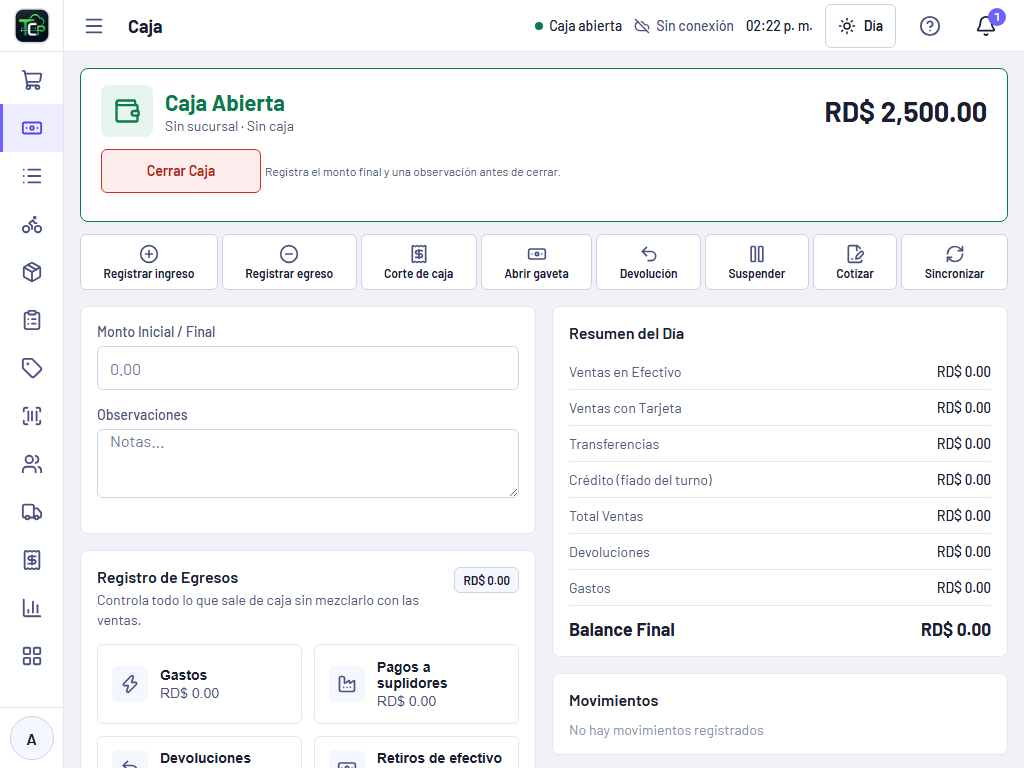 TCP
Caja
Caja abierta
Sin conexión
02:22 p. m.
Día
1
Caja Abierta
Sin sucursal · Sin caja
RD$ 2,500.00
Cerrar Caja
Registra el monto final y una observación antes de cerrar.
Registrar ingreso
Registrar egreso
Corte de caja
Abrir gaveta
Devolución
Suspender
Cotizar
Sincronizar
Monto Inicial / Final
0.00
Observaciones
Notas...
Registro de Egresos
RD$ 0.00
Controla todo lo que sale de caja sin mezclarlo con las
ventas.
Gastos
RD$ 0.00
Pagos a
suplidores
RD$ 0.00
Devoluciones
Retiros de efectivo
Resumen del Día
Ventas en Efectivo RD$ 0.00
Ventas con Tarjeta RD$ 0.00
Transferencias RD$ 0.00
Crédito (fiado del turno) RD$ 0.00
Total Ventas RD$ 0.00
Devoluciones RD$ 0.00
Gastos RD$ 0.00
Balance Final RD$ 0.00
Movimientos
No hay movimientos registrados
A